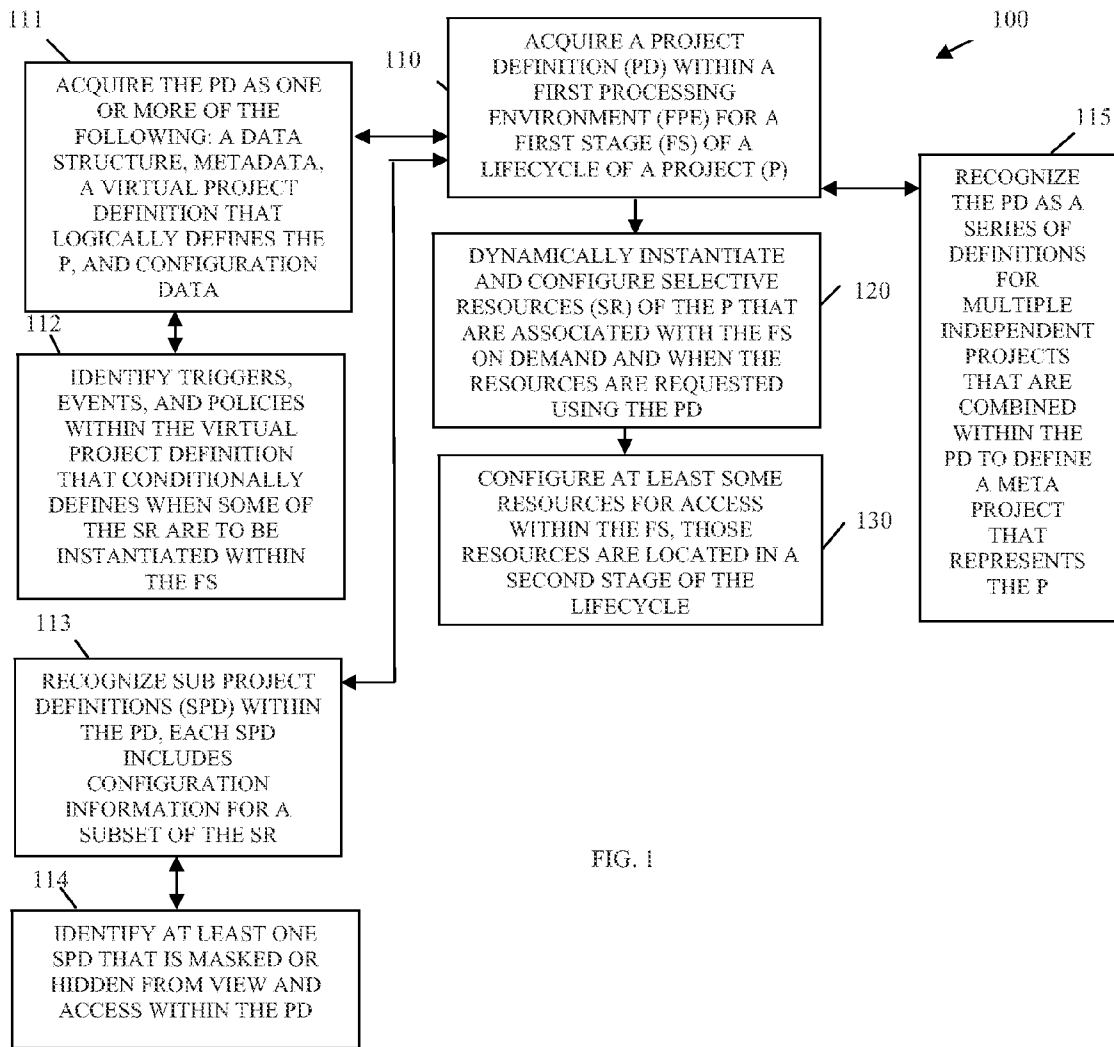 111
ACQUIRE THE PD AS ONE
OR MORE OF THE
FOLLOWING: A DATA
STRUCTURE, METADATA,
A VIRTUAL PROJECT
DEFINITION THAT
LOGICALLY DEFINES THE
P, AND CONFIGURATION
DATA
112
IDENTIFY TRIGGERS,
EVENTS, AND POLICIES
WITHIN THE VIRTUAL
PROJECT DEFINITION
THAT CONDITIONALLY
DEFINES WHEN SOME OF
THE SR ARE TO BE
INSTANTIATED WITHIN
THE FS
113
RECOGNIZE SUB PROJECT
DEFINITIONS (SPD) WITHIN
THE PD, EACH SPD
INCLUDES
CONFIGURATION
INFORMATION FOR A
SUBSET OF THE SR
114
IDENTIFY AT LEAST ONE
SPD THAT IS MASKED OR
HIDDEN FROM VIEW AND
ACCESS WITHIN THE PD
110
ACQUIRE A PROJECT
DEFINITION (PD) WITHIN A
FIRST PROCESSING
ENVIRONMENT (FPE) FOR A
FIRST STAGE (FS) OF A
LIFECYCLE OF A PROJECT (P)
DYNAMICALLY INSTANTIATE
AND CONFIGURE SELECTIVE
RESOURCES (SR) OF THE P THAT
ARE ASSOCIATED WITH THE FS
ON DEMAND AND WHEN THE
RESOURCES ARE REQUESTED
USING THE PD
120
CONFIGURE AT LEAST SOME
RESOURCES FOR ACCESS
WITHIN THE FS, THOSE
RESOURCES ARE LOCATED IN A
SECOND STAGE OF THE
LIFECYCLE
130
100
115
RECOGNIZE
THE PD AS A
SERIES OF
DEFINITIONS
FOR
MULTIPLE
INDEPENDENT
PROJECTS
THAT ARE
COMBINED
WITHIN THE
PD TO DEFINE
A META
PROJECT
THAT
REPRESENTS
THE P
FIG. 1